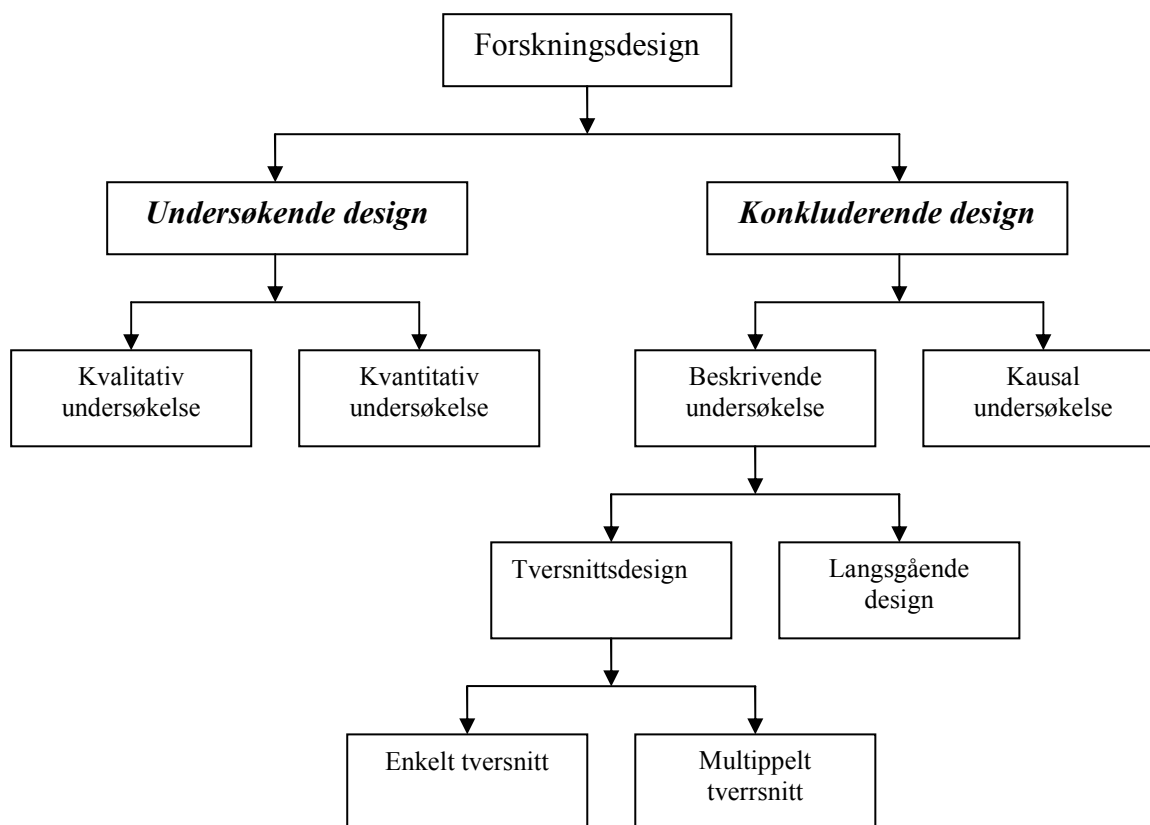 Forskningsdesign
Undersøkende design
Konkluderende design
Kvalitativ
undersøkelse
Kvantitativ
undersøkelse
Beskrivende
undersøkelse
Kausal
undersøkelse
Tversnittsdesign
Langsgående
design
Enkelt tversnitt
Multippelt
tverrsnitt